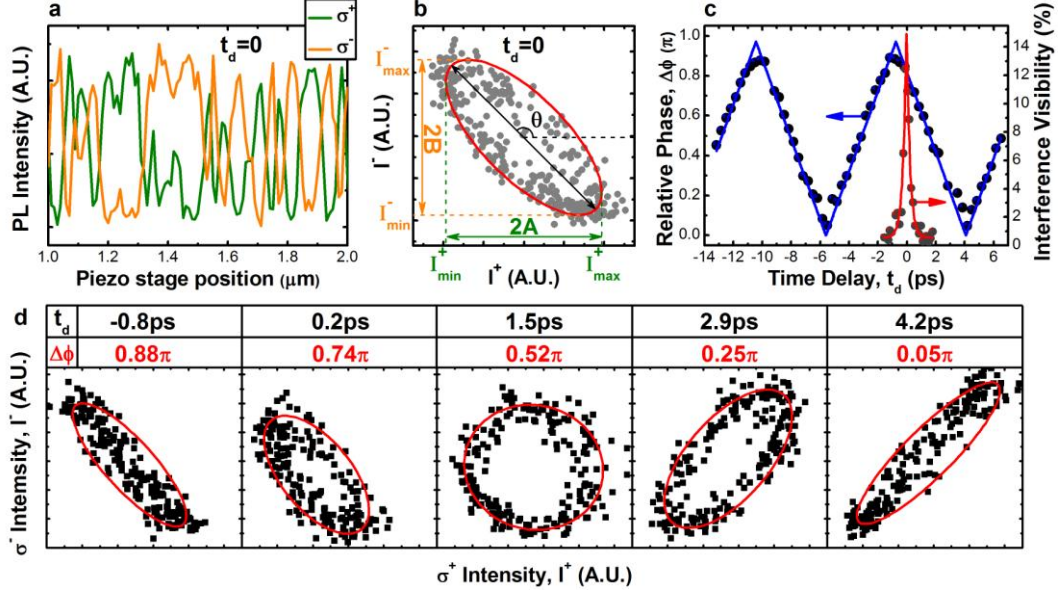 a
PL Intensity (A.U.)
t_d=0
σ⁺
σ⁻
1.0 1.2 1.4 1.6 1.8 2.0
Piezo stage position (μm)
b
t_d=0
I⁻ (A.U.)
I⁻max
I⁻min
2B
θ
2A
I⁺min
I⁺max
I⁺ (A.U.)
c
Relative Phase, Δϕ (π)
1.0
0.8
0.6
0.4
0.2
0.0
-14 -12 -10 -8 -6 -4 -2 0 2 4 6
Time Delay, t_d (ps)
14
12
10
8
6
4
2
0
Interference Visibility (%)
d
t_d -0.8ps 0.2ps 1.5ps 2.9ps 4.2ps
Δϕ 0.88π 0.74π 0.52π 0.25π 0.05π
σ⁻ Intemsity, I⁻ (A.U.)
σ⁺ Intensity, I⁺ (A.U.)